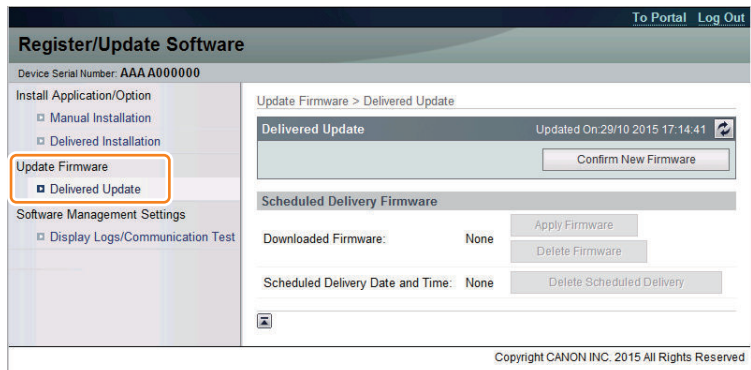 To Portal Log Out
Register/Update Software
Device Serial Number: AAA A000000
Install Application/Option
Manual Installation
Delivered Installation
Update Firmware
Delivered Update
Software Management Settings
Display Logs/Communication Test
Update Firmware > Delivered Update
Delivered Update Updated On:29/10 2015 17:14:41
Confirm New Firmware
Scheduled Delivery Firmware
Downloaded Firmware: None Apply Firmware
Delete Firmware
Scheduled Delivery Date and Time: None Delete Scheduled Delivery
Copyright CANON INC. 2015 All Rights Reserved